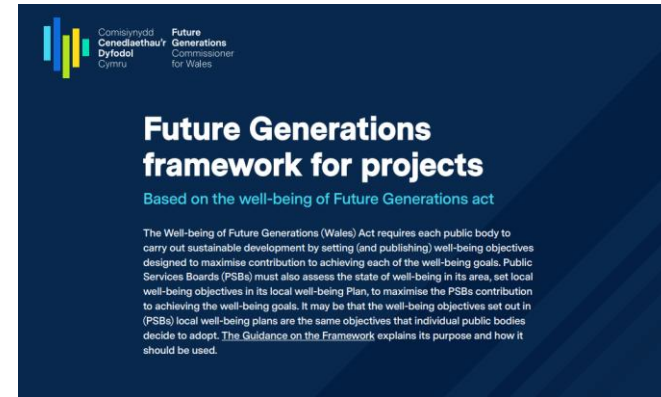 Comisiynydd
Cenedlaethau'r
Dyfodol
Cymru
Future
Generations
Commissioner
for Wales
Future Generations
framework for projects
Based on the well-being of Future Generations act
The Well-being of Future Generations (Wales) Act requires each public body to
carry out sustainable development by setting (and publishing) well-being objectives
designed to maximise contribution to achieving each of the well-being goals. Public
Services Boards (PSBs) must also assess the state of well-being in its area, set local
well-being objectives in its local well-being Plan, to maximise the PSBs contribution
to achieving the well-being goals. It may be that the well-being objectives set out in
(PSBs) local well-being plans are the same objectives that individual public bodies
decide to adopt. The Guidance on the Framework explains its purpose and how it
should be used.